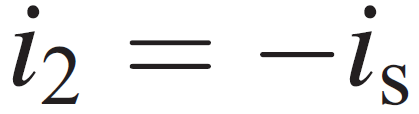 i₂ = −iₛ